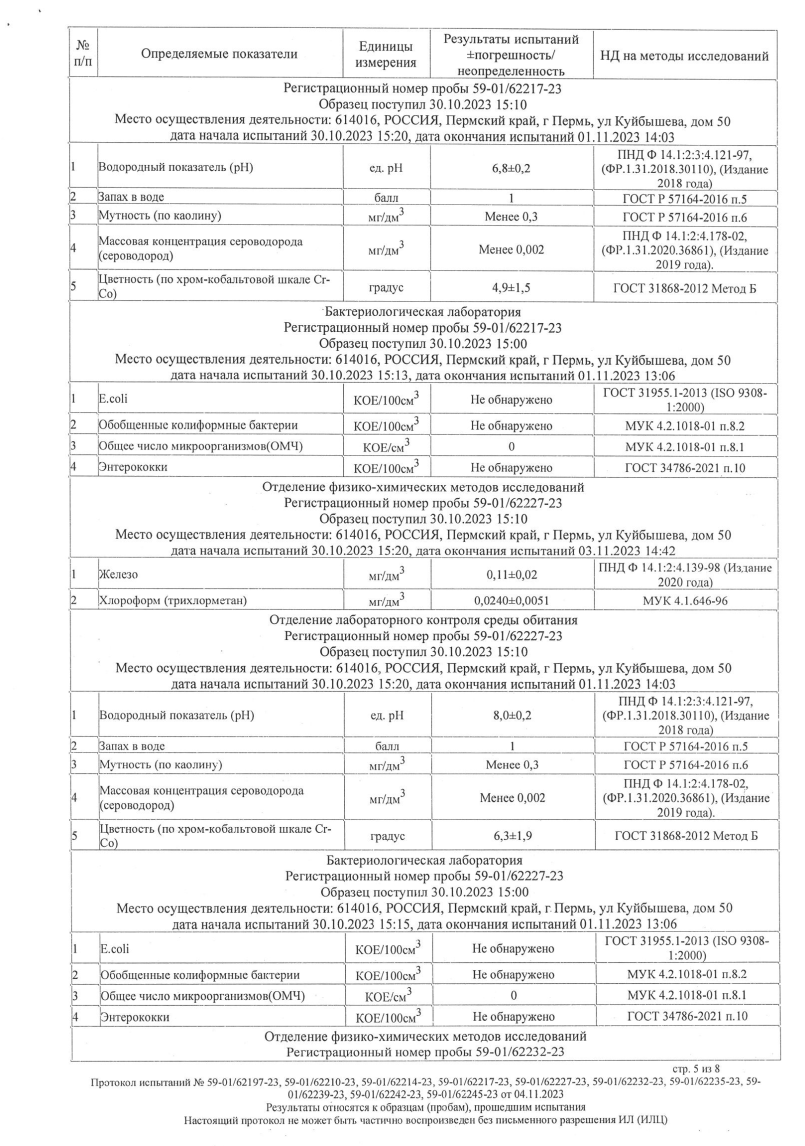 №
п/п
Определяемые показатели
Единицы
измерения
Результаты испытаний
±погрешность/
неопределенность
НД на методы исследований
Регистрационный номер пробы 59-01/62217-23
Образец поступил 30.10.2023 15:10
Место осуществления деятельности: 614016, РОССИЯ, Пермский край, г Пермь, ул Куйбышева, дом 50
дата начала испытаний 30.10.2023 15:20, дата окончания испытаний 01.11.2023 14:03
1 Водородный показатель (pH) ед. pH 6,8±0,2 ПНД Ф 14.1:2:3:4.121-97,
(ФР.1.31.2018.30110), (Издание
2018 года)
2 Запах в воде балл 1 ГОСТ Р 57164-2016 п.5
3 Мутность (по каолину) мг/дм3 Менее 0,3 ГОСТ Р 57164-2016 п.6
4 Массовая концентрация сероводорода
(сероводород) мг/дм3 Менее 0,002 ПНД Ф 14.1:2:4.178-02,
(ФР.1.31.2020.36861), (Издание
2019 года).
5 Цветность (по хром-кобальтовой шкале Cr-
Co) градус 4,9±1,5 ГОСТ 31868-2012 Метод Б
Бактериологическая лаборатория
Регистрационный номер пробы 59-01/62217-23
Образец поступил 30.10.2023 15:00
Место осуществления деятельности: 614016, РОССИЯ, Пермский край, г Пермь, ул Куйбышева, дом 50
дата начала испытаний 30.10.2023 15:13, дата окончания испытаний 01.11.2023 13:06
1 E.coli КОЕ/100см3 Не обнаружено ГОСТ 31955.1-2013 (ISO 9308-
1:2000)
2 Обобщенные колиформные бактерии КОЕ/100см3 Не обнаружено МУК 4.2.1018-01 п.8.2
3 Общее число микроорганизмов(ОМЧ) КОЕ/см3 0 МУК 4.2.1018-01 п.8.1
4 Энтерококки КОЕ/100см3 Не обнаружено ГОСТ 34786-2021 п.10
Отделение физико-химических методов исследований
Регистрационный номер пробы 59-01/62227-23
Образец поступил 30.10.2023 15:10
Место осуществления деятельности: 614016, РОССИЯ, Пермский край, г Пермь, ул Куйбышева, дом 50
дата начала испытаний 30.10.2023 15:20, дата окончания испытаний 03.11.2023 14:42
1 Железо мг/дм3 0,11±0,02 ПНД Ф 14.1:2:4.139-98 (Издание
2020 года)
2 Хлороформ (трихлорметан) мг/дм3 0,0240±0,0051 МУК 4.1.646-96
Отделение лабораторного контроля среды обитания
Регистрационный номер пробы 59-01/62227-23
Образец поступил 30.10.2023 15:10
Место осуществления деятельности: 614016, РОССИЯ, Пермский край, г Пермь, ул Куйбышева, дом 50
дата начала испытаний 30.10.2023 15:20, дата окончания испытаний 01.11.2023 14:03
1 Водородный показатель (pH) ед. pH 8,0±0,2 ПНД Ф 14.1:2:3:4.121-97,
(ФР.1.31.2018.30110), (Издание
2018 года)
2 Запах в воде балл 1 ГОСТ Р 57164-2016 п.5
3 Мутность (по каолину) мг/дм3 Менее 0,3 ГОСТ Р 57164-2016 п.6
4 Массовая концентрация сероводорода
(сероводород) мг/дм3 Менее 0,002 ПНД Ф 14.1:2:4.178-02,
(ФР.1.31.2020.36861), (Издание
2019 года).
5 Цветность (по хром-кобальтовой шкале Cr-
Co) градус 6,3±1,9 ГОСТ 31868-2012 Метод Б
Бактериологическая лаборатория
Регистрационный номер пробы 59-01/62227-23
Образец поступил 30.10.2023 15:00
Место осуществления деятельности: 614016, РОССИЯ, Пермский край, г Пермь, ул Куйбышева, дом 50
дата начала испытаний 30.10.2023 15:15, дата окончания испытаний 01.11.2023 13:06
1 E.coli КОЕ/100см3 Не обнаружено ГОСТ 31955.1-2013 (ISO 9308-
1:2000)
2 Обобщенные колиформные бактерии КОЕ/100см3 Не обнаружено МУК 4.2.1018-01 п.8.2
3 Общее число микроорганизмов(ОМЧ) КОЕ/см3 0 МУК 4.2.1018-01 п.8.1
4 Энтерококки КОЕ/100см3 Не обнаружено ГОСТ 34786-2021 п.10
Отделение физико-химических методов исследований
Регистрационный номер пробы 59-01/62232-23
стр. 5 из 8
Протокол испытаний № 59-01/62197-23, 59-01/62210-23, 59-01/62214-23, 59-01/62217-23, 59-01/62227-23, 59-01/62232-23, 59-01/62235-23, 59-
01/62239-23, 59-01/62242-23, 59-01/62245-23 от 04.11.2023
Результаты относятся к образцам (пробам), прошедшим испытания
Настоящий протокол не может быть частично воспроизведен без письменного разрешения ИЛ (ИЛЦ)